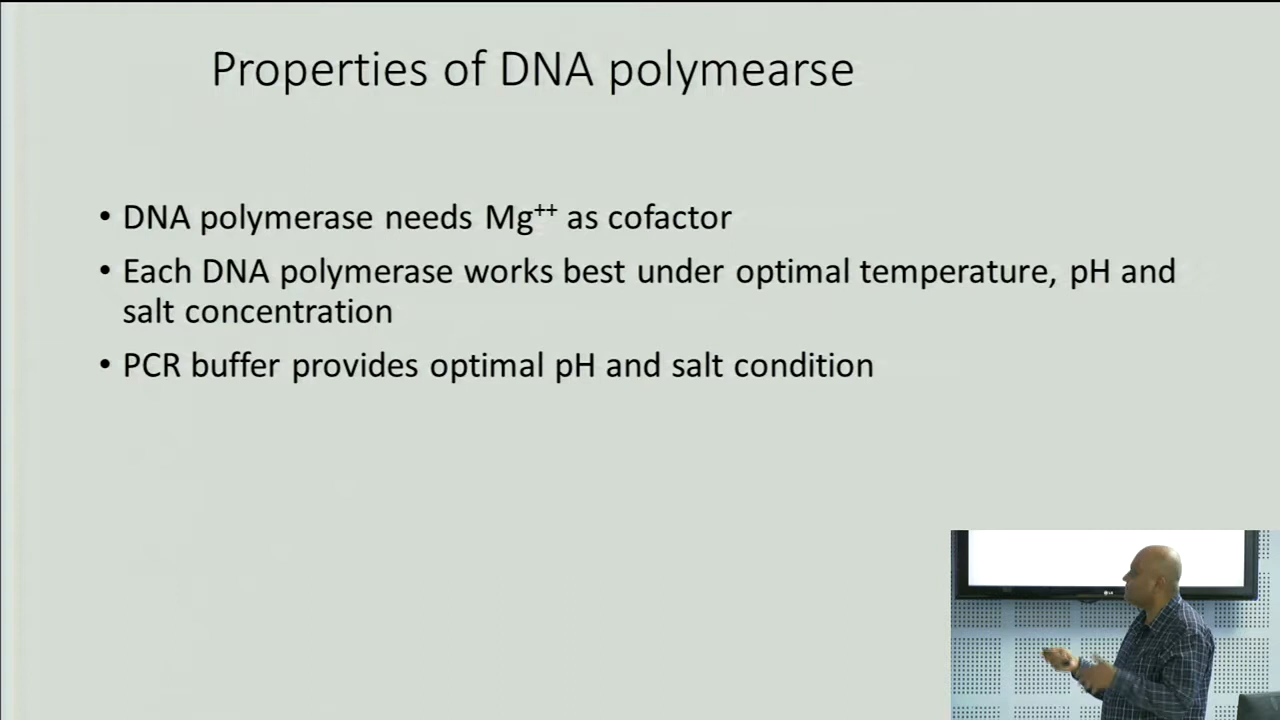 Properties of DNA polymearse
• DNA polymerase needs Mg⁺⁺ as cofactor
• Each DNA polymerase works best under optimal temperature, pH and
salt concentration
• PCR buffer provides optimal pH and salt condition
LG